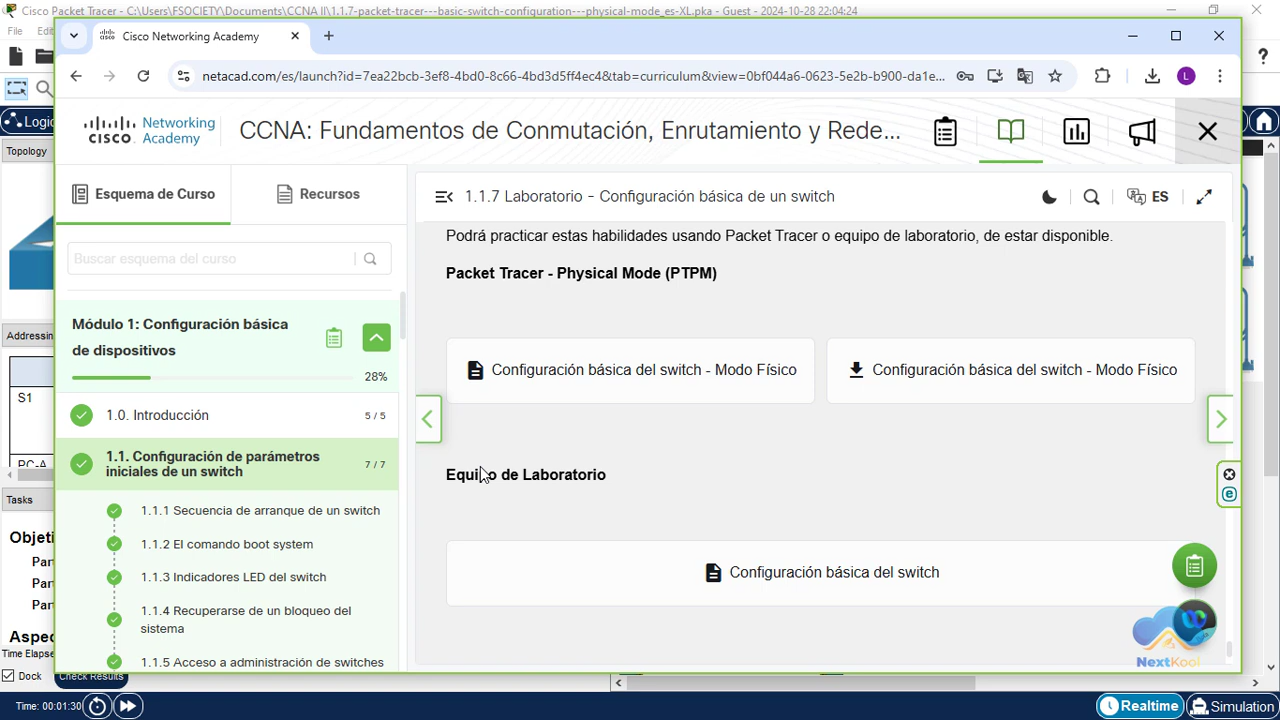 Cisco Packet Tracer - C:\Users\FSOCIETY\Documents\CCNA II\1.1.7-packet-tracer---basic-switch-configuration---physical-mode_es-XL.pka - Guest - 2024-10-28 22:04:24
File
Cisco Networking Academy
netacad.com/es/launch?id=7ea22bcb-3ef8-4bd0-8c66-4bd3d5ff4ec4&tab=curriculum&view=0bf044a6-0623-5e2b-b900-da1e...
L
Logic
Networking
cisco Academy
CCNA: Fundamentos de Conmutación, Enrutamiento y Rede...
Topology
Esquema de Curso
Recursos
1.1.7 Laboratorio - Configuración básica de un switch
ES
Podrá practicar estas habilidades usando Packet Tracer o equipo de laboratorio, de estar disponible.
Buscar esquema del curso
Packet Tracer - Physical Mode (PTPM)
Módulo 1: Configuración básica
de dispositivos
28%
Configuración básica del switch - Modo Físico
Configuración básica del switch - Modo Físico
Addressing
S1
PC-A
1.0. Introducción
5 / 5
1.1. Configuración de parámetros
iniciales de un switch
7 / 7
Equipo de Laboratorio
Tasks
1.1.1 Secuencia de arranque de un switch
1.1.2 El comando boot system
1.1.3 Indicadores LED del switch
1.1.4 Recuperarse de un bloqueo del
sistema
1.1.5 Acceso a administración de switches
Configuración básica del switch
NextKool
Time Elapse
Dock
Check Results
Time: 00:01:30
Realtime
Simulation